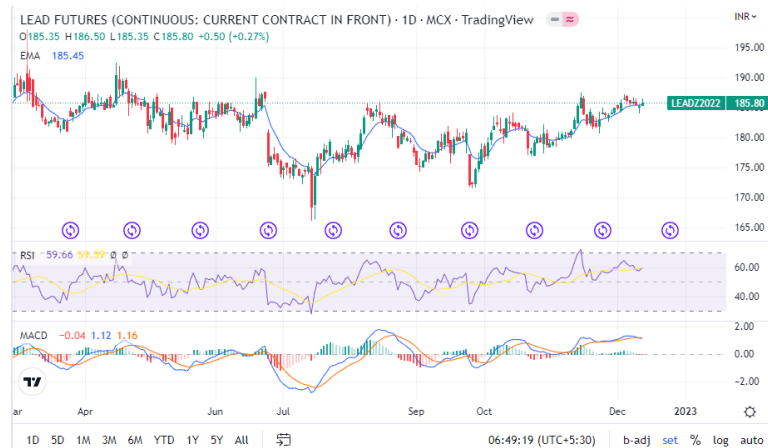 LEAD FUTURES (CONTINUOUS: CURRENT CONTRACT IN FRONT) · 1D · MCX · TradingView
INR
O185.35 H186.50 L185.35 C185.80 +0.50 (+0.27%)
EMA 185.45
195.00
190.00
LEADZ2022 185.80
180.00
175.00
170.00
165.00
RSI 59.66 59.89 Ø Ø
60.00
40.00
MACD −0.04 1.12 1.16
2.00
0.00
−2.00
ar Apr Jun Jul Sep Oct Dec 2023
1D 5D 1M 3M 6M YTD 1Y 5Y All 06:49:19 (UTC+5:30) b-adj set % log auto